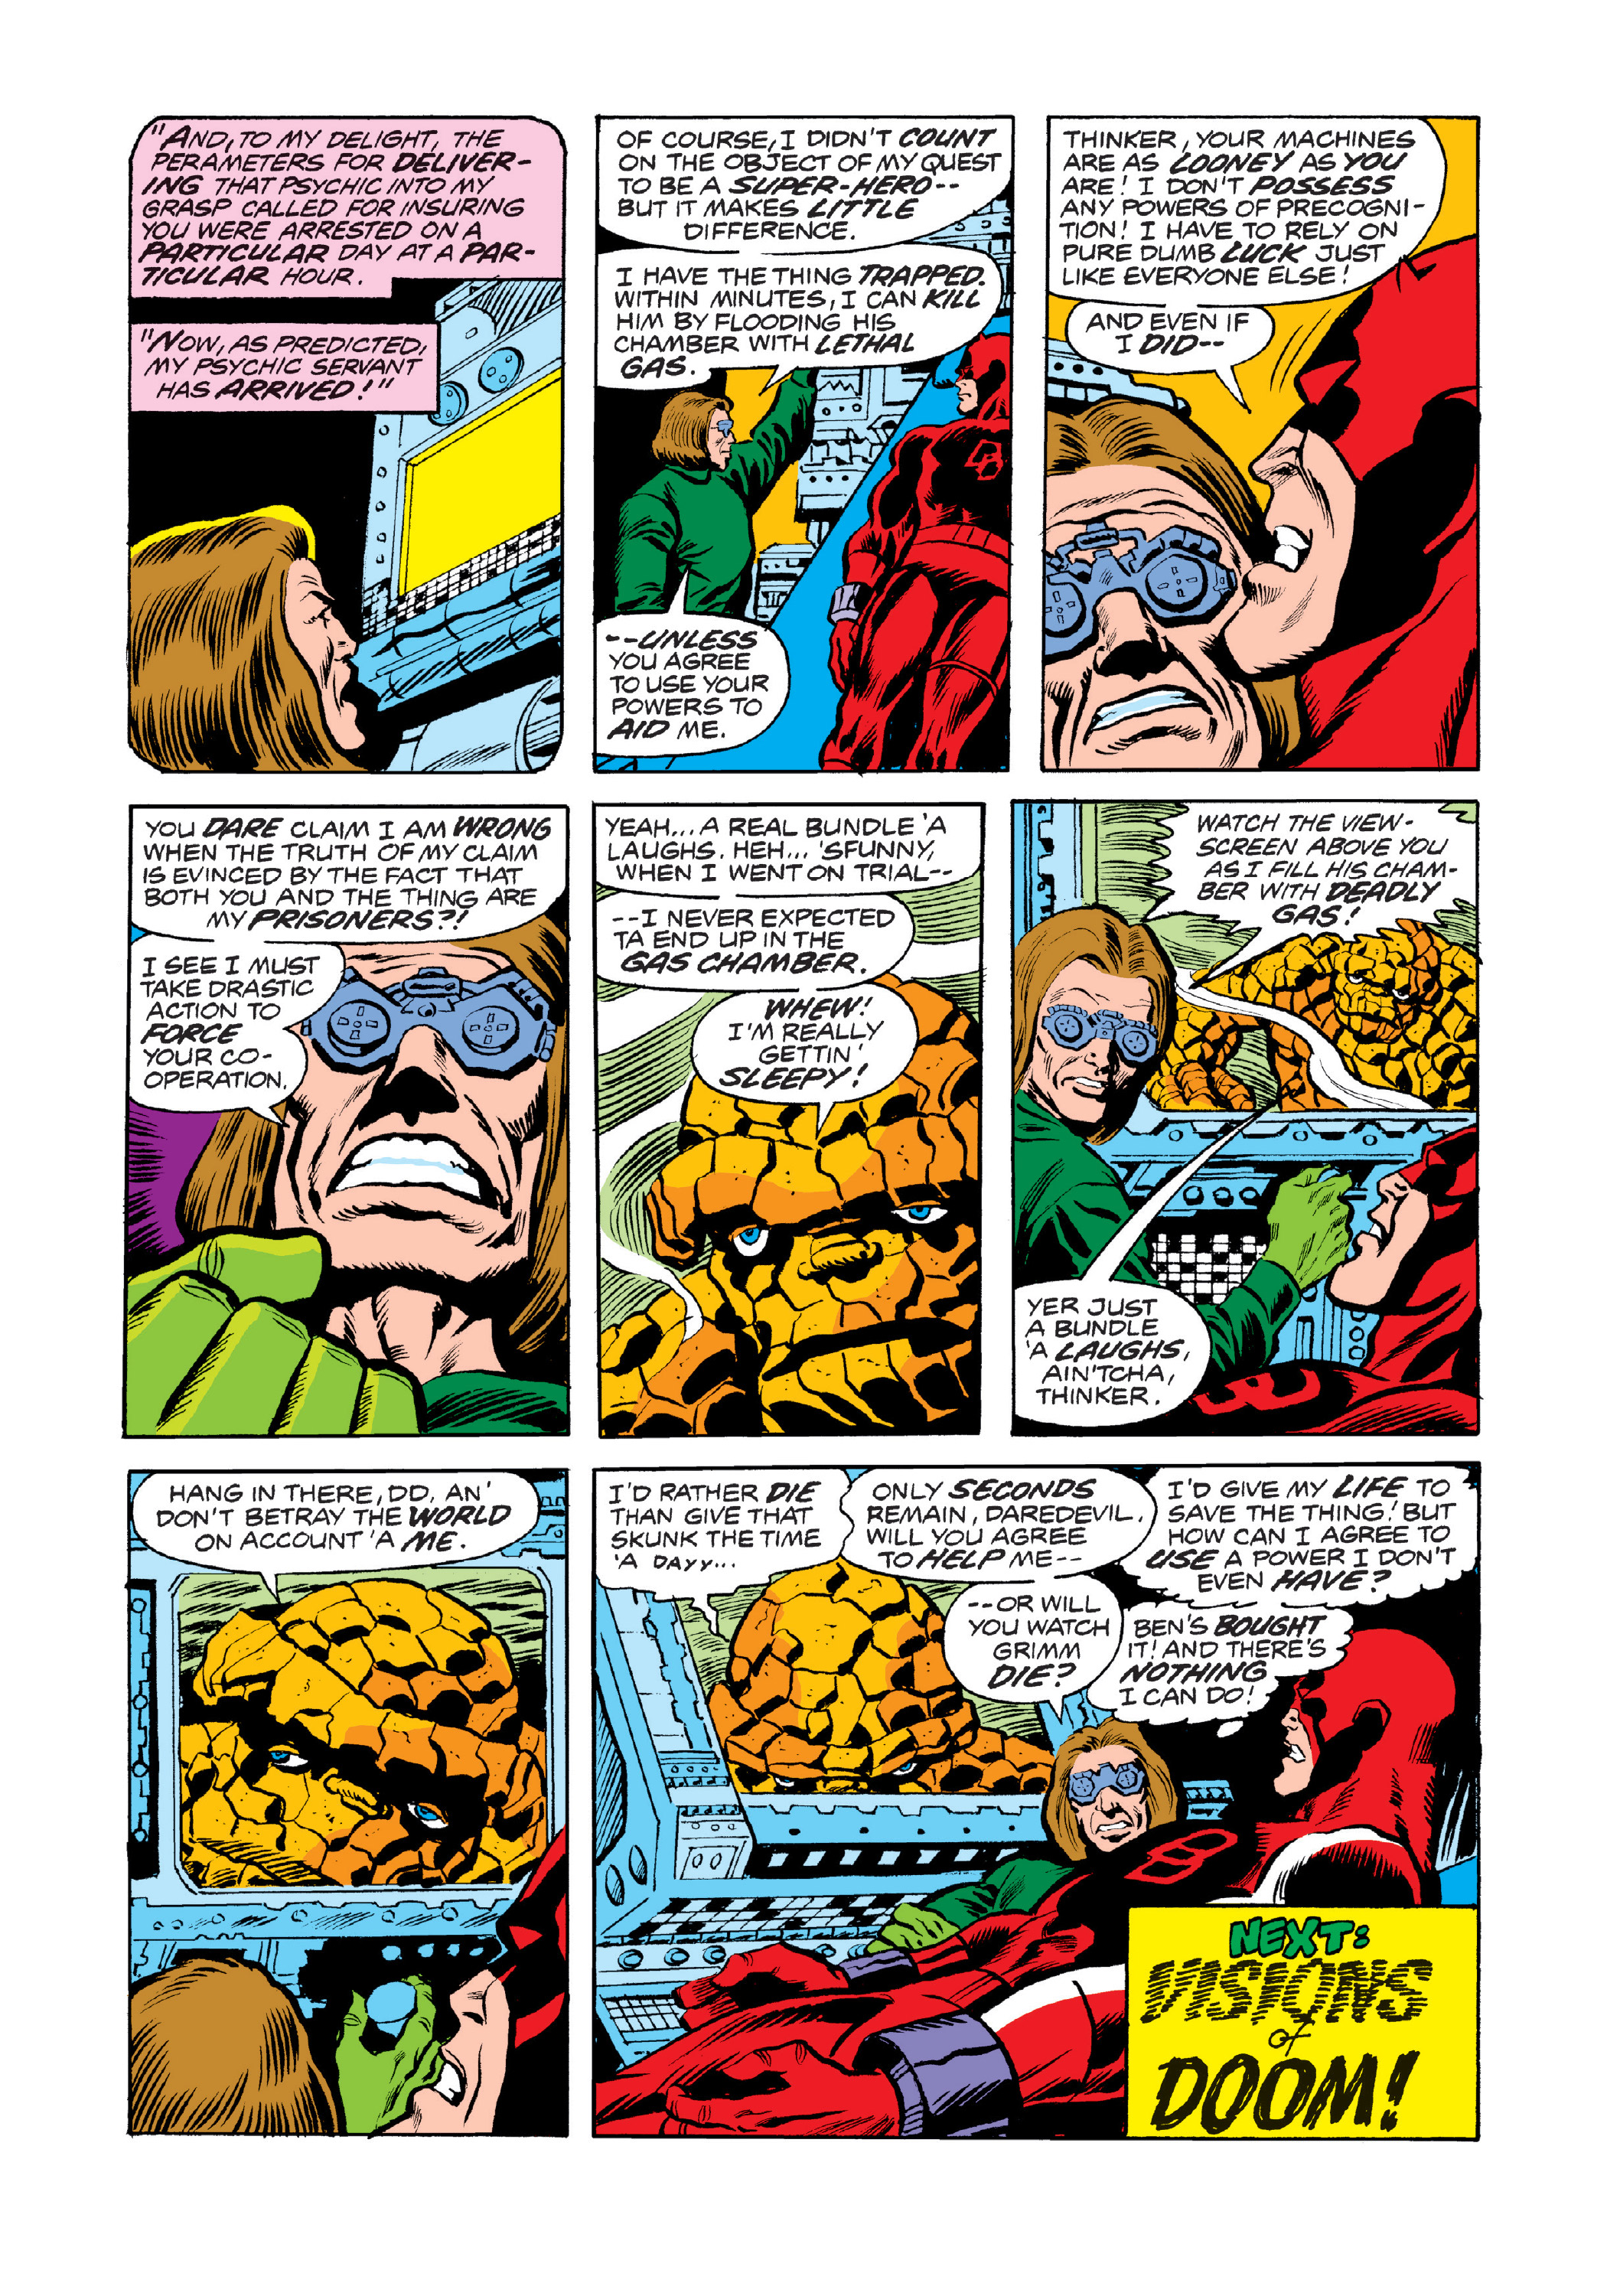 "AND, TO MY DELIGHT, THE
PERAMETERS FOR DELIVER-
ING THAT PSYCHIC INTO MY
GRASP CALLED FOR INSURING
YOU WERE ARRESTED ON A
PARTICULAR DAY AT A PAR-
TICULAR HOUR.
"NOW, AS PREDICTED,
MY PSYCHIC SERVANT
HAS ARRIVED!"
OF COURSE, I DIDN'T COUNT
ON THE OBJECT OF MY QUEST
TO BE A SUPER-HERO--
BUT IT MAKES LITTLE
DIFFERENCE.
I HAVE THE THING TRAPPED.
WITHIN MINUTES, I CAN KILL
HIM BY FLOODING HIS
CHAMBER WITH LETHAL
GAS.
--UNLESS
YOU AGREE
TO USE YOUR
POWERS TO
AID ME.
THINKER, YOUR MACHINES
ARE AS LOONEY AS YOU
ARE! I DON'T POSSESS
ANY POWERS OF PRECOGNI-
TION! I HAVE TO RELY ON
PURE DUMB LUCK JUST
LIKE EVERYONE ELSE!
AND EVEN IF
I DID--
YOU DARE CLAIM I AM WRONG
WHEN THE TRUTH OF MY CLAIM
IS EVINCED BY THE FACT THAT
BOTH YOU AND THE THING ARE
MY PRISONERS?!
I SEE I MUST
TAKE DRASTIC
ACTION TO
FORCE
YOUR CO-
OPERATION.
YEAH...A REAL BUNDLE 'A
LAUGHS. HEH... 'SFUNNY,
WHEN I WENT ON TRIAL--
--I NEVER EXPECTED
TA END UP IN THE
GAS CHAMBER.
WHEW!
I'M REALLY
GETTIN'
SLEEPY!
WATCH THE VIEW-
SCREEN ABOVE YOU
AS I FILL HIS CHAM-
BER WITH DEADLY
GAS!
YER JUST
A BUNDLE
'A LAUGHS,
AIN'TCHA,
THINKER.
HANG IN THERE, DD. AN'
DON'T BETRAY THE WORLD
ON ACCOUNT 'A ME.
I'D RATHER DIE
THAN GIVE THAT
SKUNK THE TIME
'A DAYY...
ONLY SECONDS
REMAIN, DAREDEVIL.
WILL YOU AGREE
TO HELP ME--
--OR WILL
YOU WATCH
GRIMM
DIE?
I'D GIVE MY LIFE TO
SAVE THE THING! BUT
HOW CAN I AGREE TO
USE A POWER I DON'T
EVEN HAVE?
BEN'S BOUGHT
IT! AND THERE'S
NOTHING
I CAN DO!
NEXT:
VISIONS
of
DOOM!